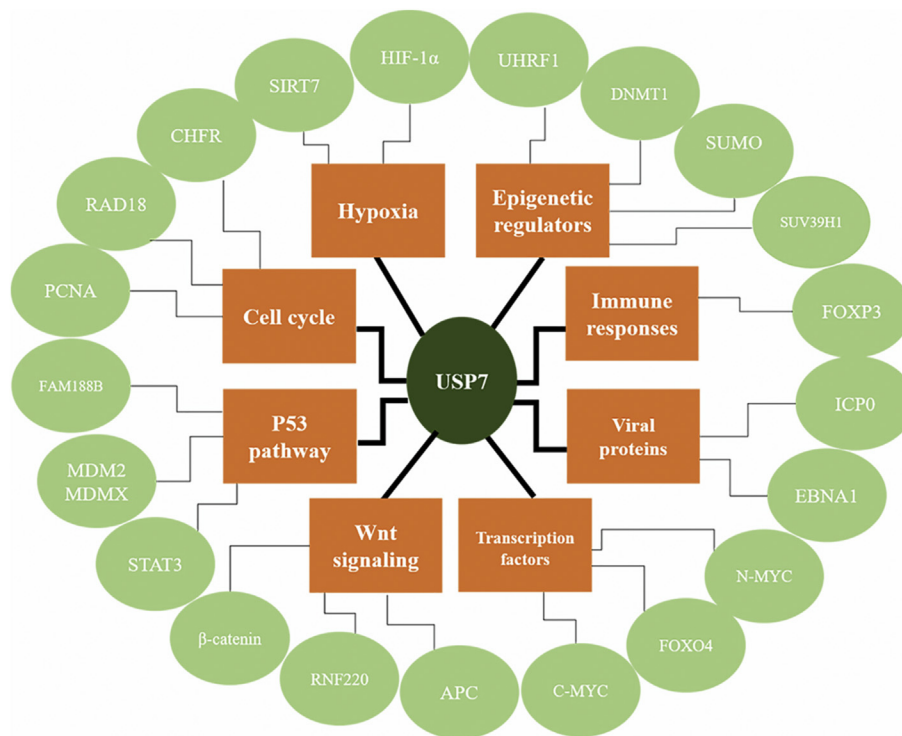 HIF-1α
UHRF1
SIRT7
DNMT1
CHFR
SUMO
RAD18
Hypoxia
Epigenetic
regulators
SUV39H1
PCNA
Cell cycle
Immune
responses
FOXP3
USP7
FAM188B
P53
pathway
Viral
proteins
ICP0
MDM2
MDMX
EBNA1
STAT3
Wnt
signaling
Transcription
factors
N-MYC
β-catenin
FOXO4
RNF220
APC
C-MYC